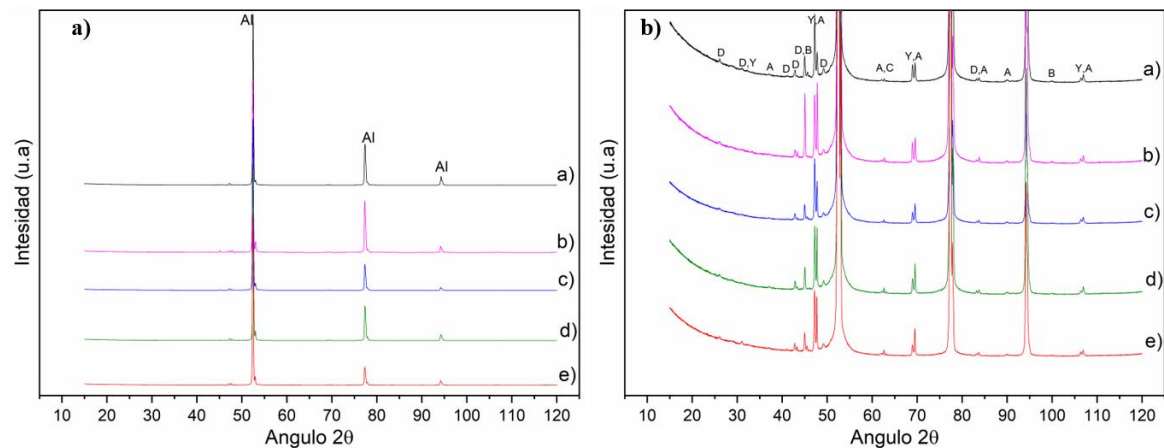 a)
Al
Al
Al
a)
b)
c)
d)
e)
Intesidad (u.a)
10 20 30 40 50 60 70 80 90 100 110 120
Angulo 2θ
b)
Y,A
D,B
D
D,Y
A
D
D
D
A,C
Y,A
D,A
A
B
Y,A
a)
b)
c)
d)
e)
Intesidad (u.a)
10 20 30 40 50 60 70 80 90 100 110 120
Angulo 2θ